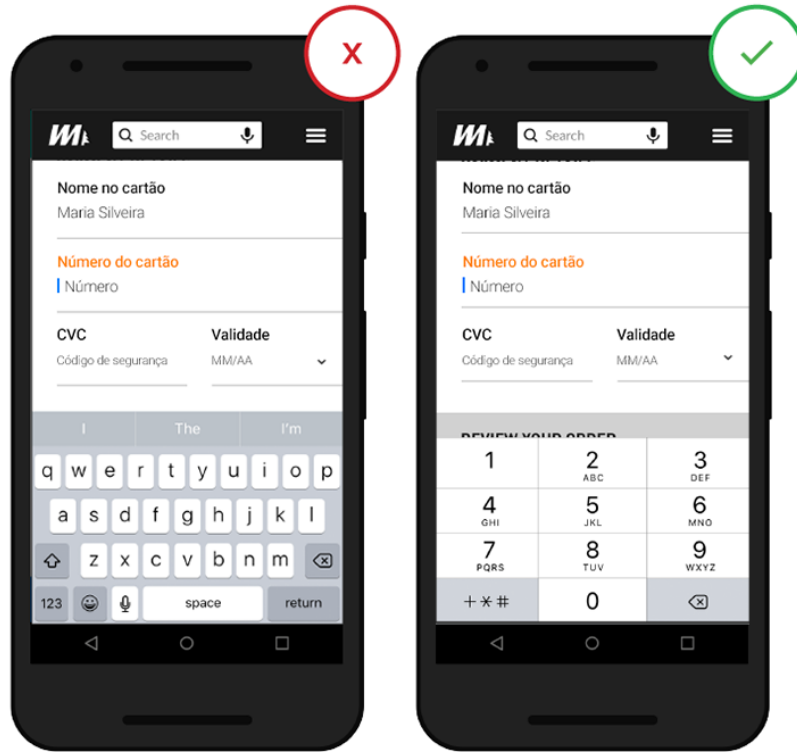 X
Search
Nome no cartão
Maria Silveira
Número do cartão
Número
CVC Validade
Código de segurança MM/AA
I The I'm
q w e r t y u i o p
a s d f g h j k l
z x c v b n m
123 space return
Search
Nome no cartão
Maria Silveira
Número do cartão
Número
CVC Validade
Código de segurança MM/AA
REVIEW YOUR ORDER
1 2 3
ABC DEF
4 5 6
GHI JKL MNO
7 8 9
PQRS TUV WXYZ
+*# 0